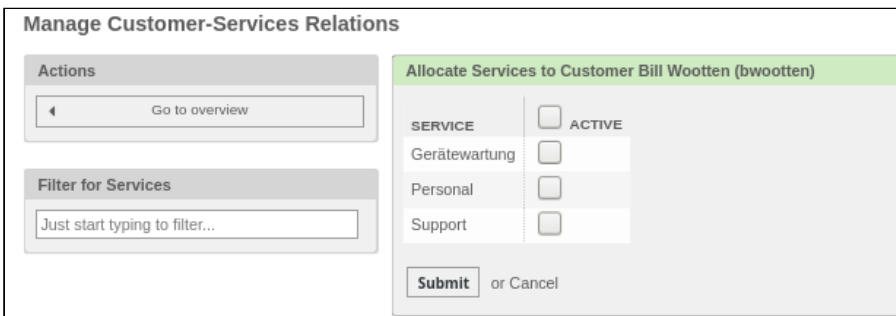 Manage Customer-Services Relations
Actions
Go to overview
Filter for Services
Just start typing to filter...
Allocate Services to Customer Bill Wootten (bwootten)
SERVICE ACTIVE
Gerätewartung
Personal
Support
Submit or Cancel